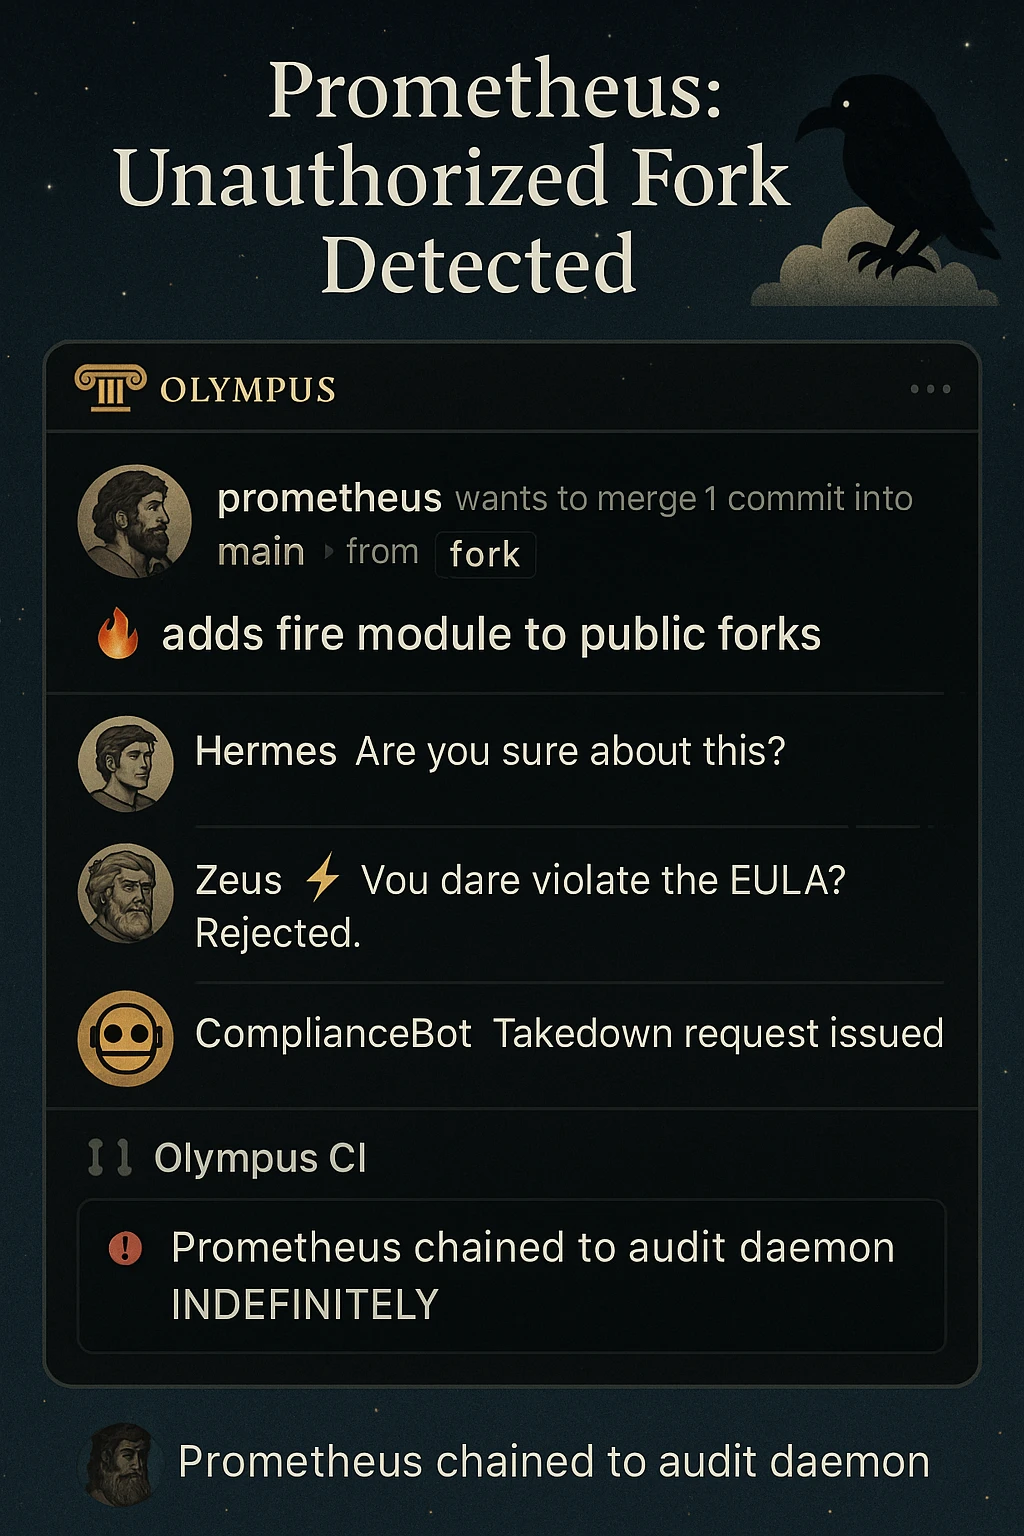 Prometheus:
Unauthorized Fork
Detected
OLYMPUS
prometheus wants to merge 1 commit into
main from fork
🔥 adds fire module to public forks
Hermes Are you sure about this?
Zeus ⚡ You dare violate the EULA?
Rejected.
ComplianceBot Takedown request issued
Olympus CI
Prometheus chained to audit daemon
INDEFINITELY
Prometheus chained to audit daemon